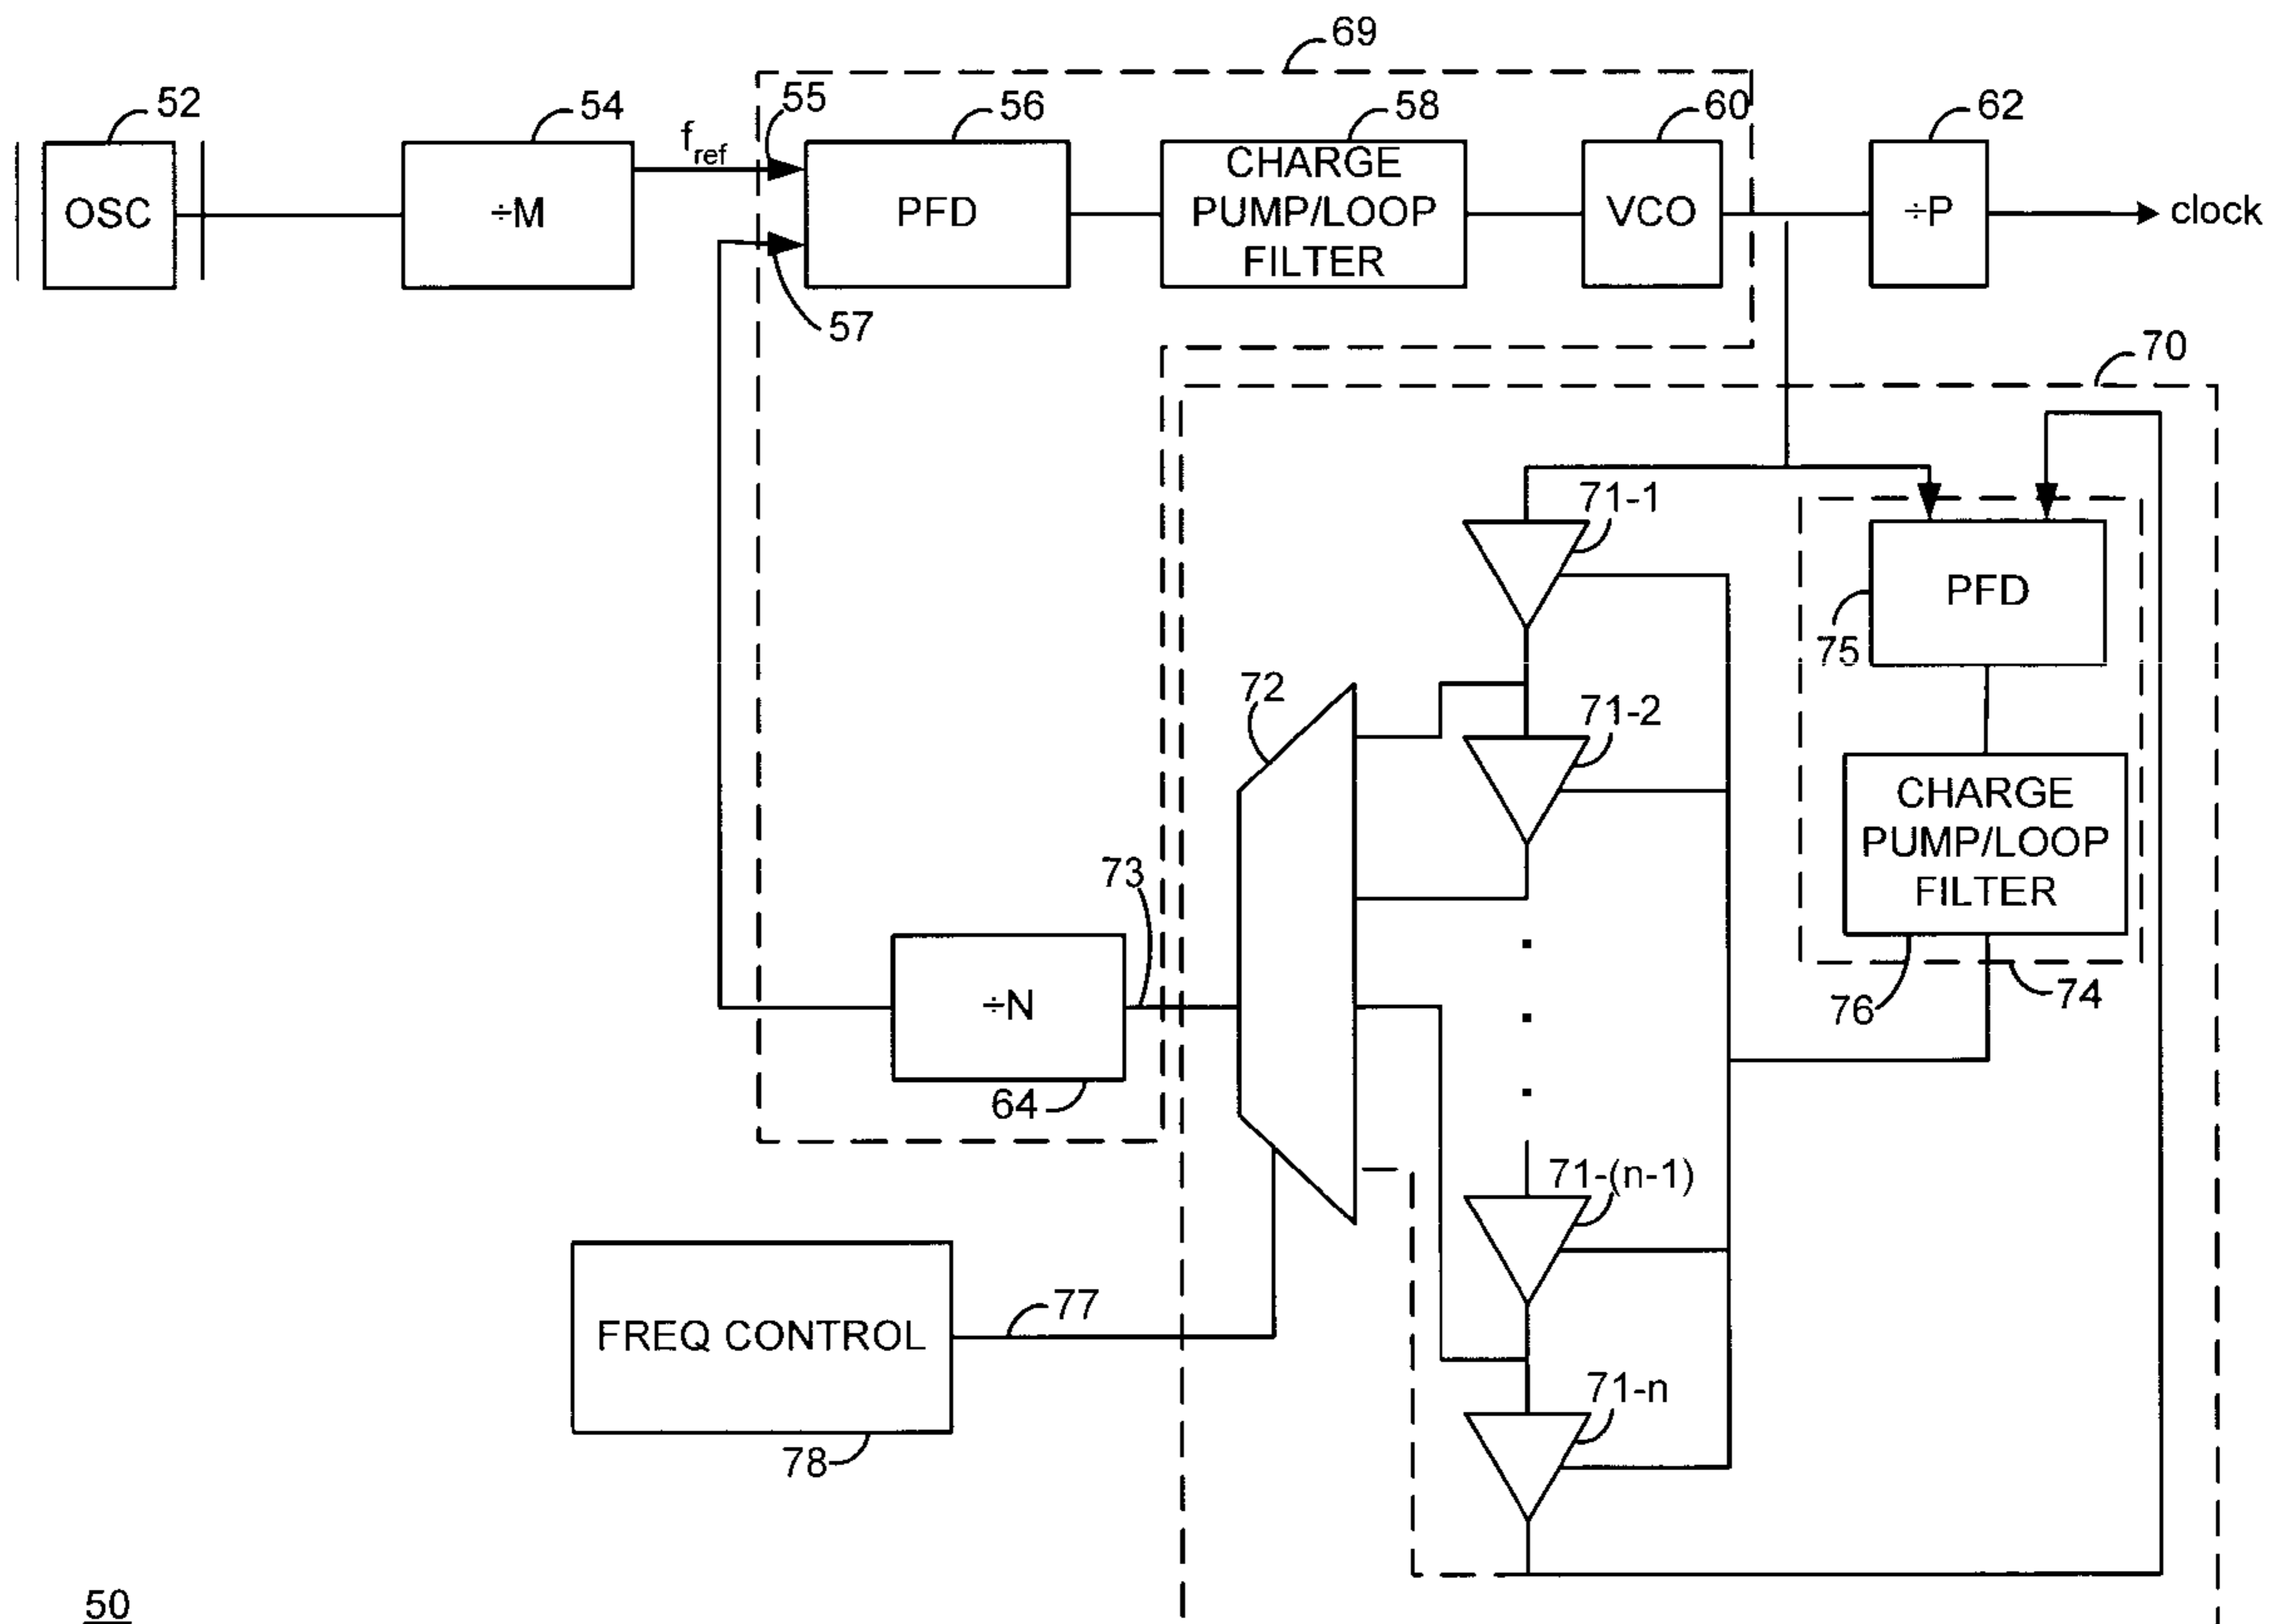 69
52
54
55
56
58
60
62
f_ref
OSC
÷M
PFD
CHARGE
PUMP/LOOP
FILTER
VCO
÷P
clock
57
70
71-1
PFD
75
72
71-2
CHARGE
PUMP/LOOP
FILTER
73
÷N
76
74
64
71-(n-1)
77
FREQ CONTROL
71-n
78
50